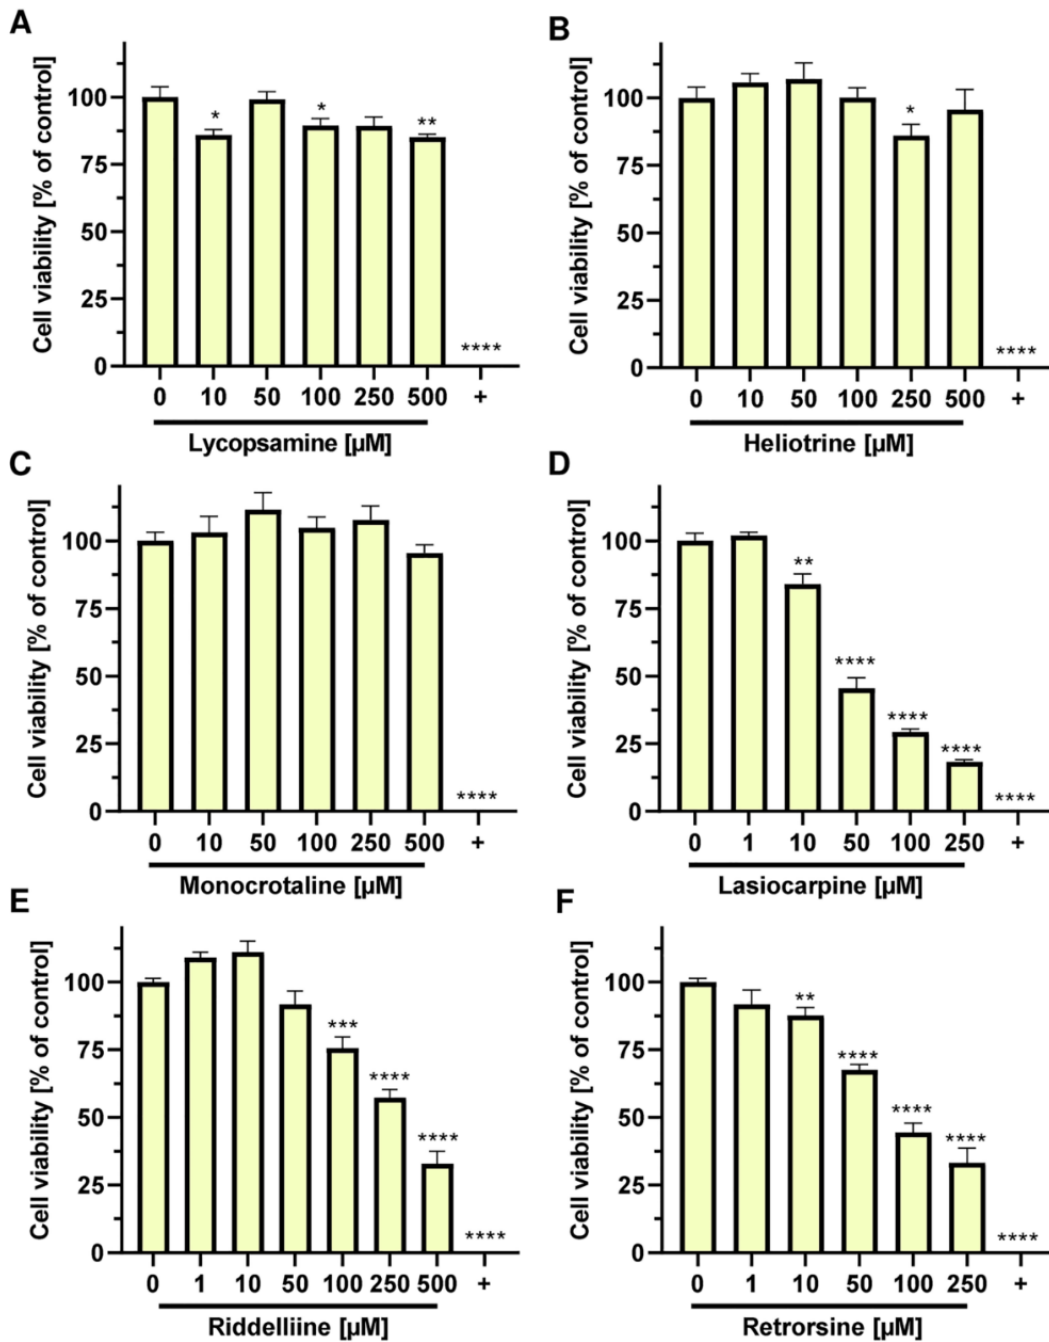 A
Cell viability [% of control]
100
75
50
25
0
*
*
**
****
0 10 50 100 250 500 +
Lycopsamine [µM]
B
Cell viability [% of control]
100
75
50
25
0
*
****
0 10 50 100 250 500 +
Heliotrine [µM]
C
Cell viability [% of control]
100
75
50
25
0
****
0 10 50 100 250 500 +
Monocrotaline [µM]
D
Cell viability [% of control]
100
75
50
25
0
**
****
****
****
****
0 1 10 50 100 250 +
Lasiocarpine [µM]
E
Cell viability [% of control]
100
75
50
25
0
***
****
****
****
0 1 10 50 100 250 500 +
Riddelliine [µM]
F
Cell viability [% of control]
100
75
50
25
0
**
****
****
****
****
0 1 10 50 100 250 +
Retrorsine [µM]